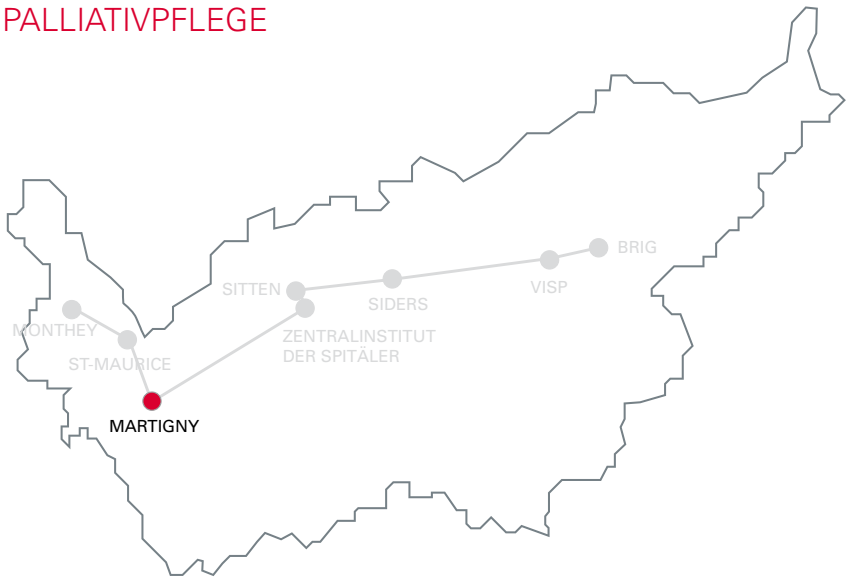 PALLIATIVPFLEGE
BRIG
VISP
SITTEN
SIDERS
MONTHEY
ZENTRALINSTITUT
DER SPITÄLER
ST-MAURICE
MARTIGNY